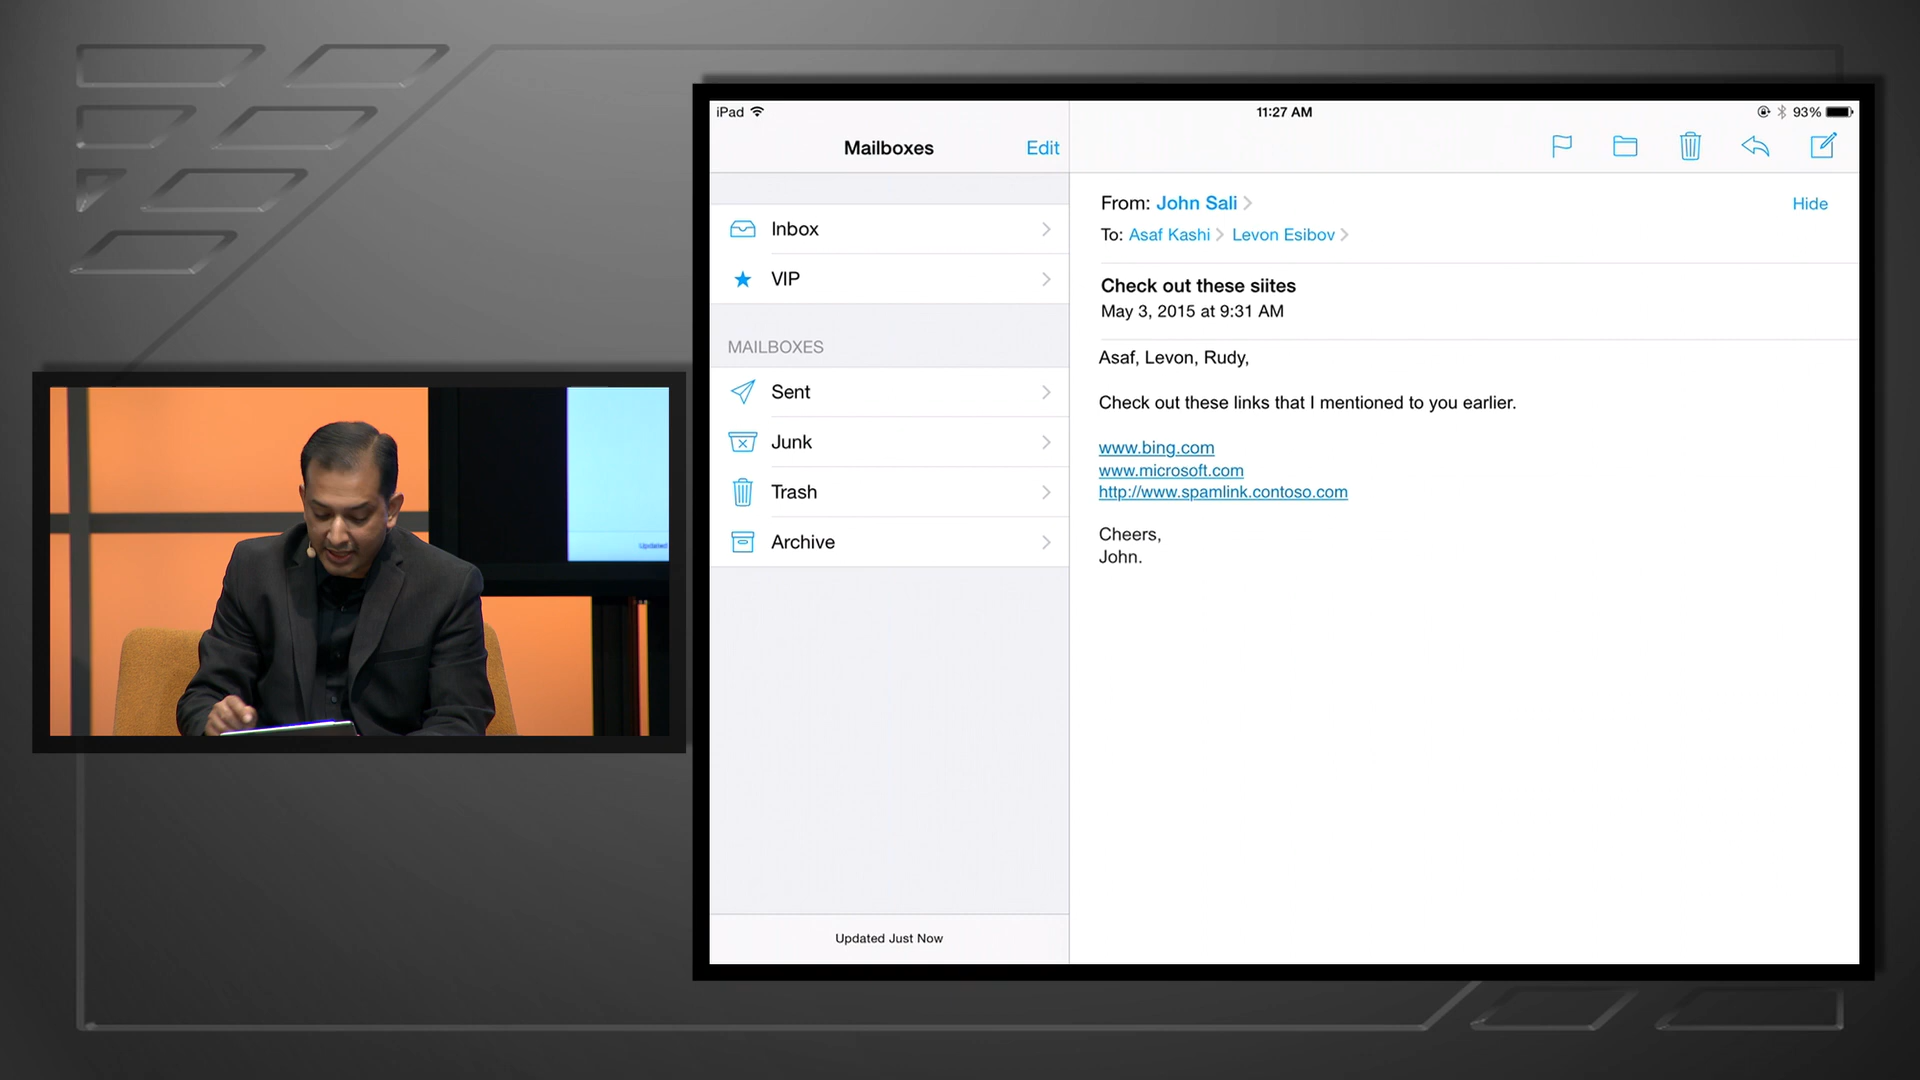 iPad
11:27 AM
93%
Mailboxes
Edit
Inbox
VIP
MAILBOXES
Sent
Junk
Trash
Archive
Updated Just Now
From: John Sali
Hide
To: Asaf Kashi Levon Esibov
Check out these siites
May 3, 2015 at 9:31 AM
Asaf, Levon, Rudy,
Check out these links that I mentioned to you earlier.
www.bing.com
www.microsoft.com
http://www.spamlink.contoso.com
Cheers,
John.
Updated